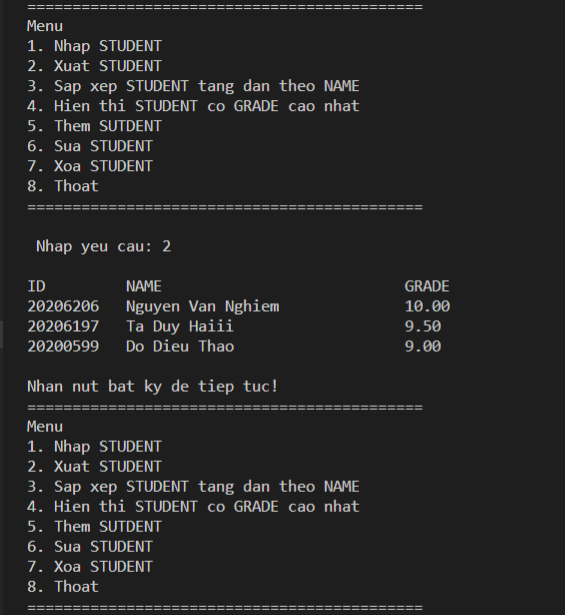 ============================================
Menu
1. Nhap STUDENT
2. Xuat STUDENT
3. Sap xep STUDENT tang dan theo NAME
4. Hien thi STUDENT co GRADE cao nhat
5. Them SUTDENT
6. Sua STUDENT
7. Xoa STUDENT
8. Thoat
============================================
Nhap yeu cau: 2
ID NAME GRADE
20206206 Nguyen Van Nghiem 10.00
20206197 Ta Duy Haiii 9.50
20200599 Do Dieu Thao 9.00
Nhan nut bat ky de tiep tuc!
============================================
Menu
1. Nhap STUDENT
2. Xuat STUDENT
3. Sap xep STUDENT tang dan theo NAME
4. Hien thi STUDENT co GRADE cao nhat
5. Them SUTDENT
6. Sua STUDENT
7. Xoa STUDENT
8. Thoat
============================================